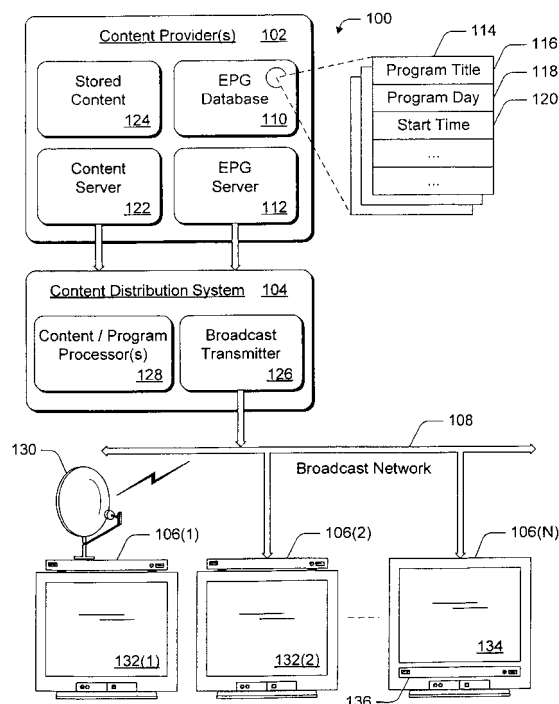 100
Content Provider(s) 102
114
116
118
120
Stored Content 124
EPG Database 110
Program Title
Program Day
Start Time
...
...
Content Server 122
EPG Server 112
Content Distribution System 104
Content / Program Processor(s) 128
Broadcast Transmitter 126
108
Broadcast Network
130
106(1)
106(2)
106(N)
132(1)
132(2)
134
136